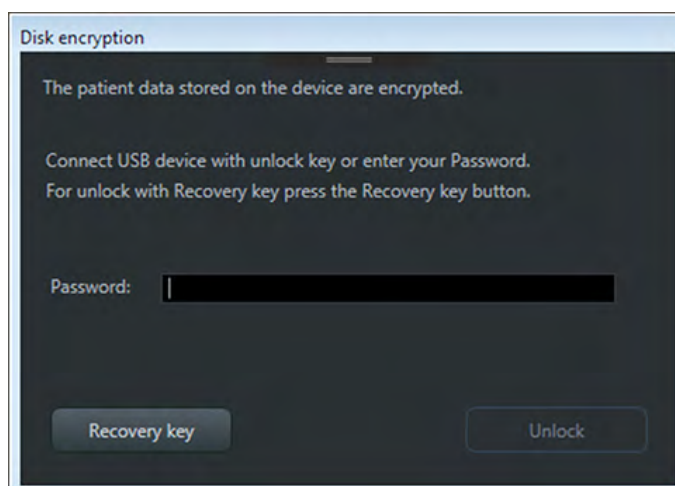 Disk encryption
The patient data stored on the device are encrypted.
Connect USB device with unlock key or enter your Password.
For unlock with Recovery key press the Recovery key button.
Password:
Recovery key
Unlock